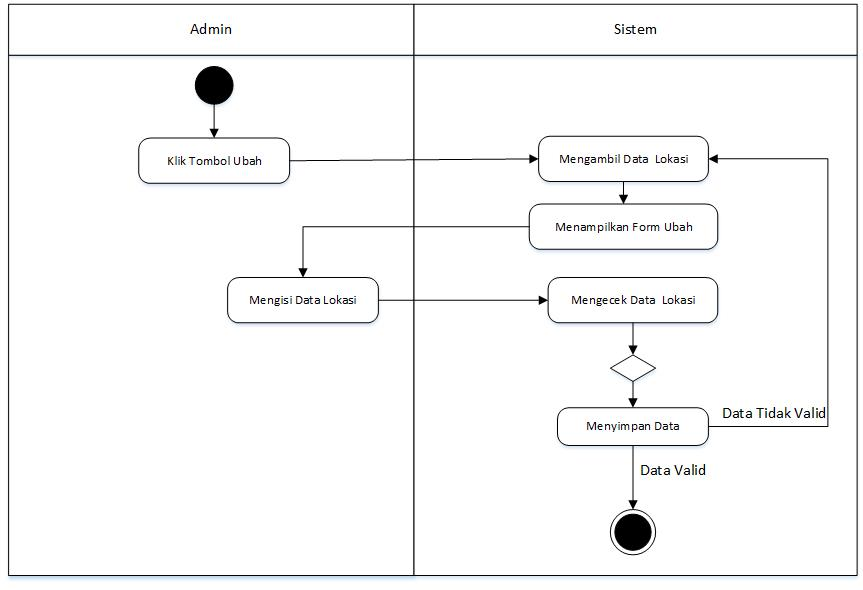 Admin
Sistem
Klik Tombol Ubah
Mengambil Data Lokasi
Menampilkan Form Ubah
Mengisi Data Lokasi
Mengecek Data Lokasi
Menyimpan Data
Data Tidak Valid
Data Valid